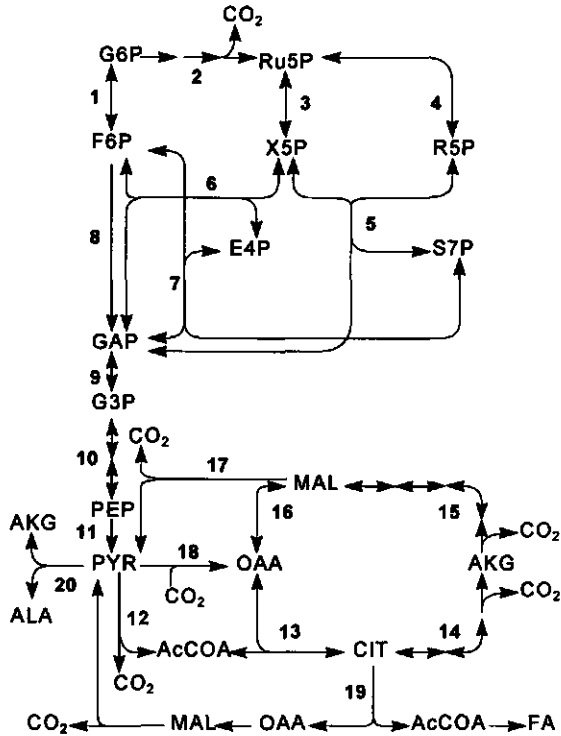 CO₂
G6P 2 Ru5P
1 3 4
F6P X5P R5P
6
8 5
E4P S7P
7
GAP
9
G3P
CO₂ 17
10 MAL
PEP 16 15 CO₂
AKG 11
PYR 18 OAA AKG
20 CO₂ CO₂
ALA 12
13 14
AcCOA CIT
CO₂ 19
CO₂ MAL OAA AcCOA FA